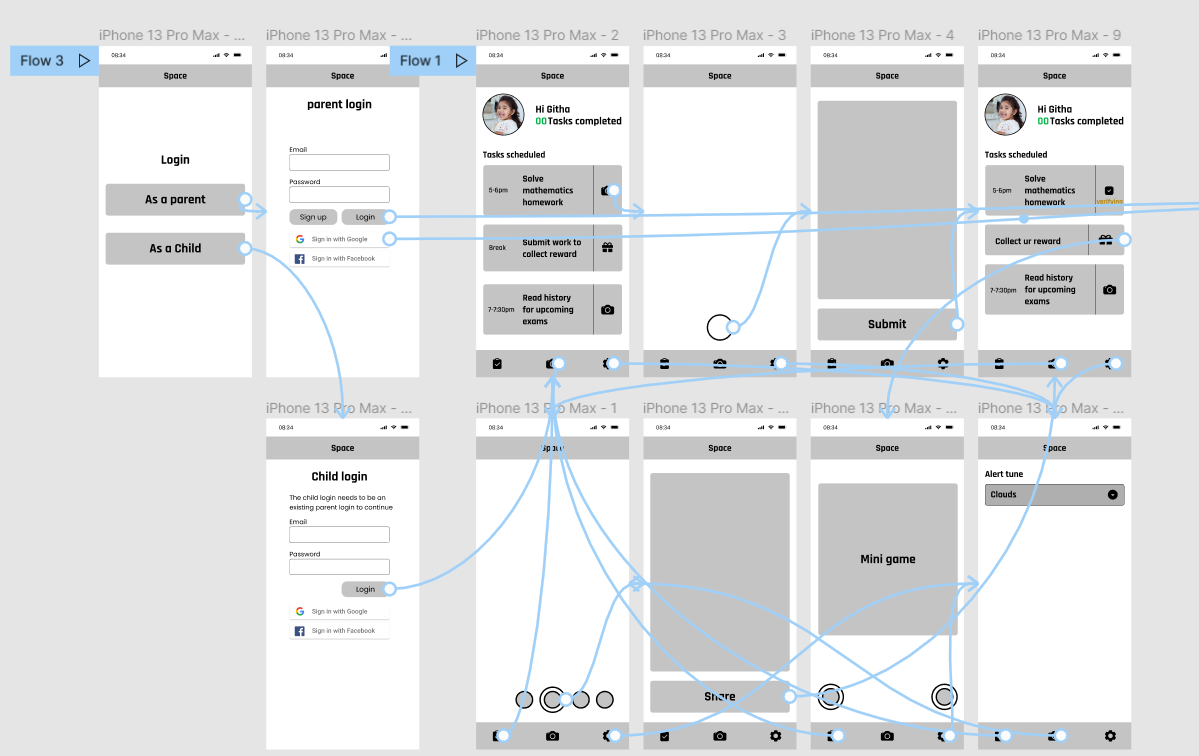 iPhone 13 Pro Max - ...
iPhone 13 Pro Max - ...
iPhone 13 Pro Max - 2
iPhone 13 Pro Max - 3
iPhone 13 Pro Max - 4
iPhone 13 Pro Max - 9
Flow 3
Flow 1
08:34
Space
Login
As a parent
As a Child
08:34
Space
parent login
Email
Password
Sign up
Login
Sign in with Google
Sign in with Facebook
08:34
Space
Hi Githa
00 Tasks completed
Tasks scheduled
5-6pm
Solve
mathematics
homework
Break
Submit work to
collect reward
7-7:30pm
Read history
for upcoming
exams
08:34
Space
08:34
Space
Submit
08:34
Space
Hi Githa
00 Tasks completed
Tasks scheduled
5-6pm
Solve
mathematics
homework
verifying
Collect ur reward
7-7:30pm
Read history
for upcoming
exams
iPhone 13 Pro Max - ...
iPhone 13 Pro Max - 1
iPhone 13 Pro Max - ...
iPhone 13 Pro Max - ...
iPhone 13 Pro Max - ...
08:34
Space
Child login
The child login needs to be an
existing parent login to continue
Email
Password
Login
Sign in with Google
Sign in with Facebook
08:34
Space
08:34
Space
Share
08:34
Space
Mini game
08:34
Space
Alert tune
Clouds